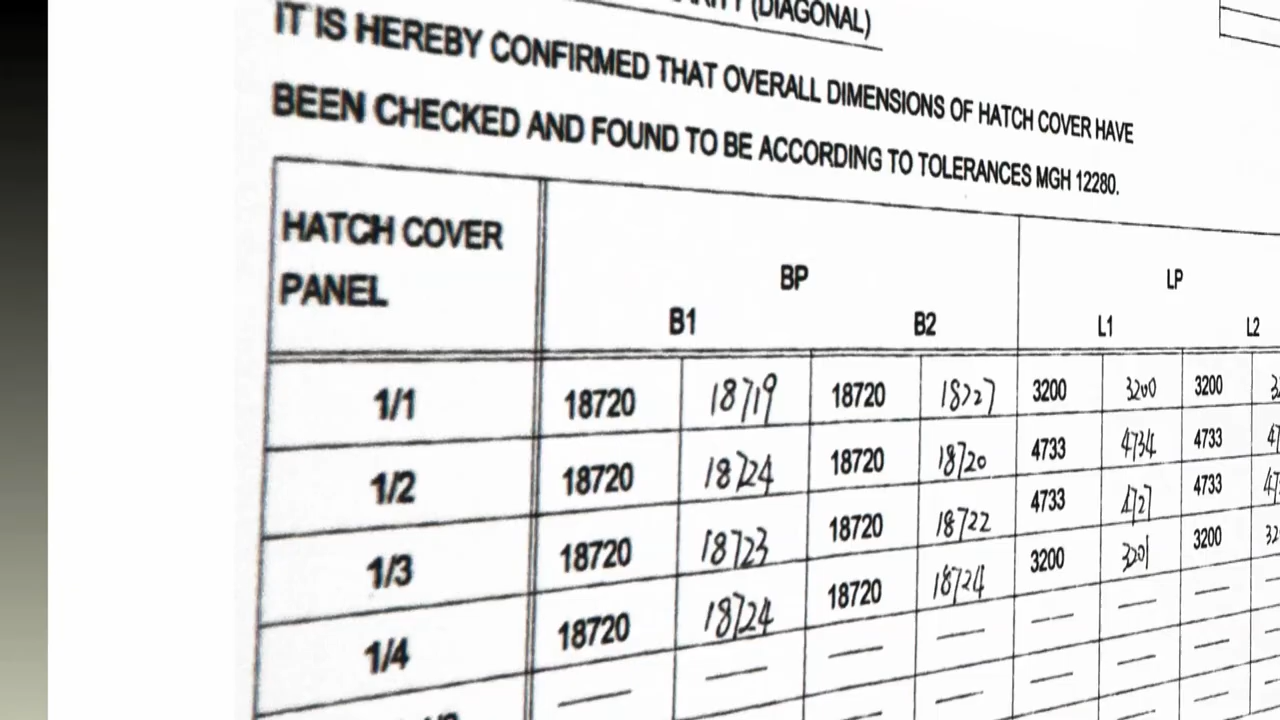 (DIAGONAL)
IT IS HEREBY CONFIRMED THAT OVERALL DIMENSIONS OF HATCH COVER HAVE
BEEN CHECKED AND FOUND TO BE ACCORDING TO TOLERANCES MGH 12280.
HATCH COVER PANEL BP LP
B1 B2 L1 L2
1/1 18720 18719 18720 18727 3200 3200 3200
1/2 18720 18724 18720 18720 4733 4734 4733
1/3 18720 18723 18720 18722 4733 4727 4733
1/4 18720 18724 18720 18724 3200 3201 3200